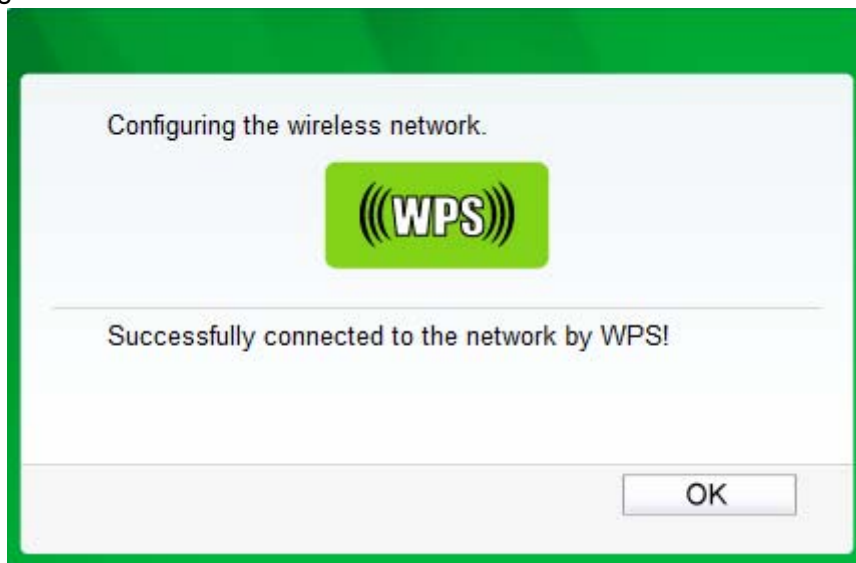 Configuring the wireless network.
WPS
Successfully connected to the network by WPS!
OK